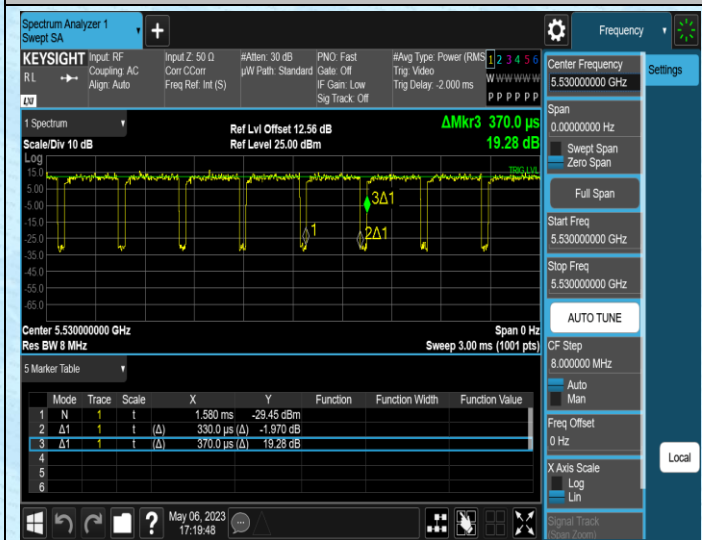 Spectrum Analyzer 1
Swept SA
+
Frequency
KEYSIGHT
RL
LXI
Input: RF
Coupling: AC
Align: Auto
Input Z: 50 Ω
Corr CCorr
Freq Ref: Int (S)
#Atten: 30 dB
µW Path: Standard
PNO: Fast
Gate: Off
IF Gain: Low
Sig Track: Off
#Avg Type: Power (RMS
Trig: Video
Trig Delay: -2.000 ms
1 2 3 4 5 6
W W W W W W
P P P P P P
Center Frequency
5.530000000 GHz
Settings
Span
0.00000000 Hz
Swept Span
Zero Span
Full Span
Start Freq
5.530000000 GHz
Stop Freq
5.530000000 GHz
AUTO TUNE
CF Step
8.000000 MHz
Auto
Man
Freq Offset
0 Hz
X Axis Scale
Log
Lin
Signal Track
(Span Zoom)
Local
1 Spectrum
Scale/Div 10 dB
Ref Lvl Offset 12.56 dB
Ref Level 25.00 dBm
ΔMkr3 370.0 µs
19.28 dB
Log
15.0
5.00
-5.00
-15.0
-25.0
-35.0
-45.0
-55.0
-65.0
TRIG LVL
3Δ1
1
2Δ1
Center 5.530000000 GHz
Res BW 8 MHz
Span 0 Hz
Sweep 3.00 ms (1001 pts)
5 Marker Table
Mode Trace Scale X Y Function Function Width Function Value
1 N 1 t 1.580 ms -29.45 dBm
2 Δ1 1 t (Δ) 330.0 µs (Δ) -1.970 dB
3 Δ1 1 t (Δ) 370.0 µs (Δ) 19.28 dB
4
5
6
?
May 06, 2023
17:19:48